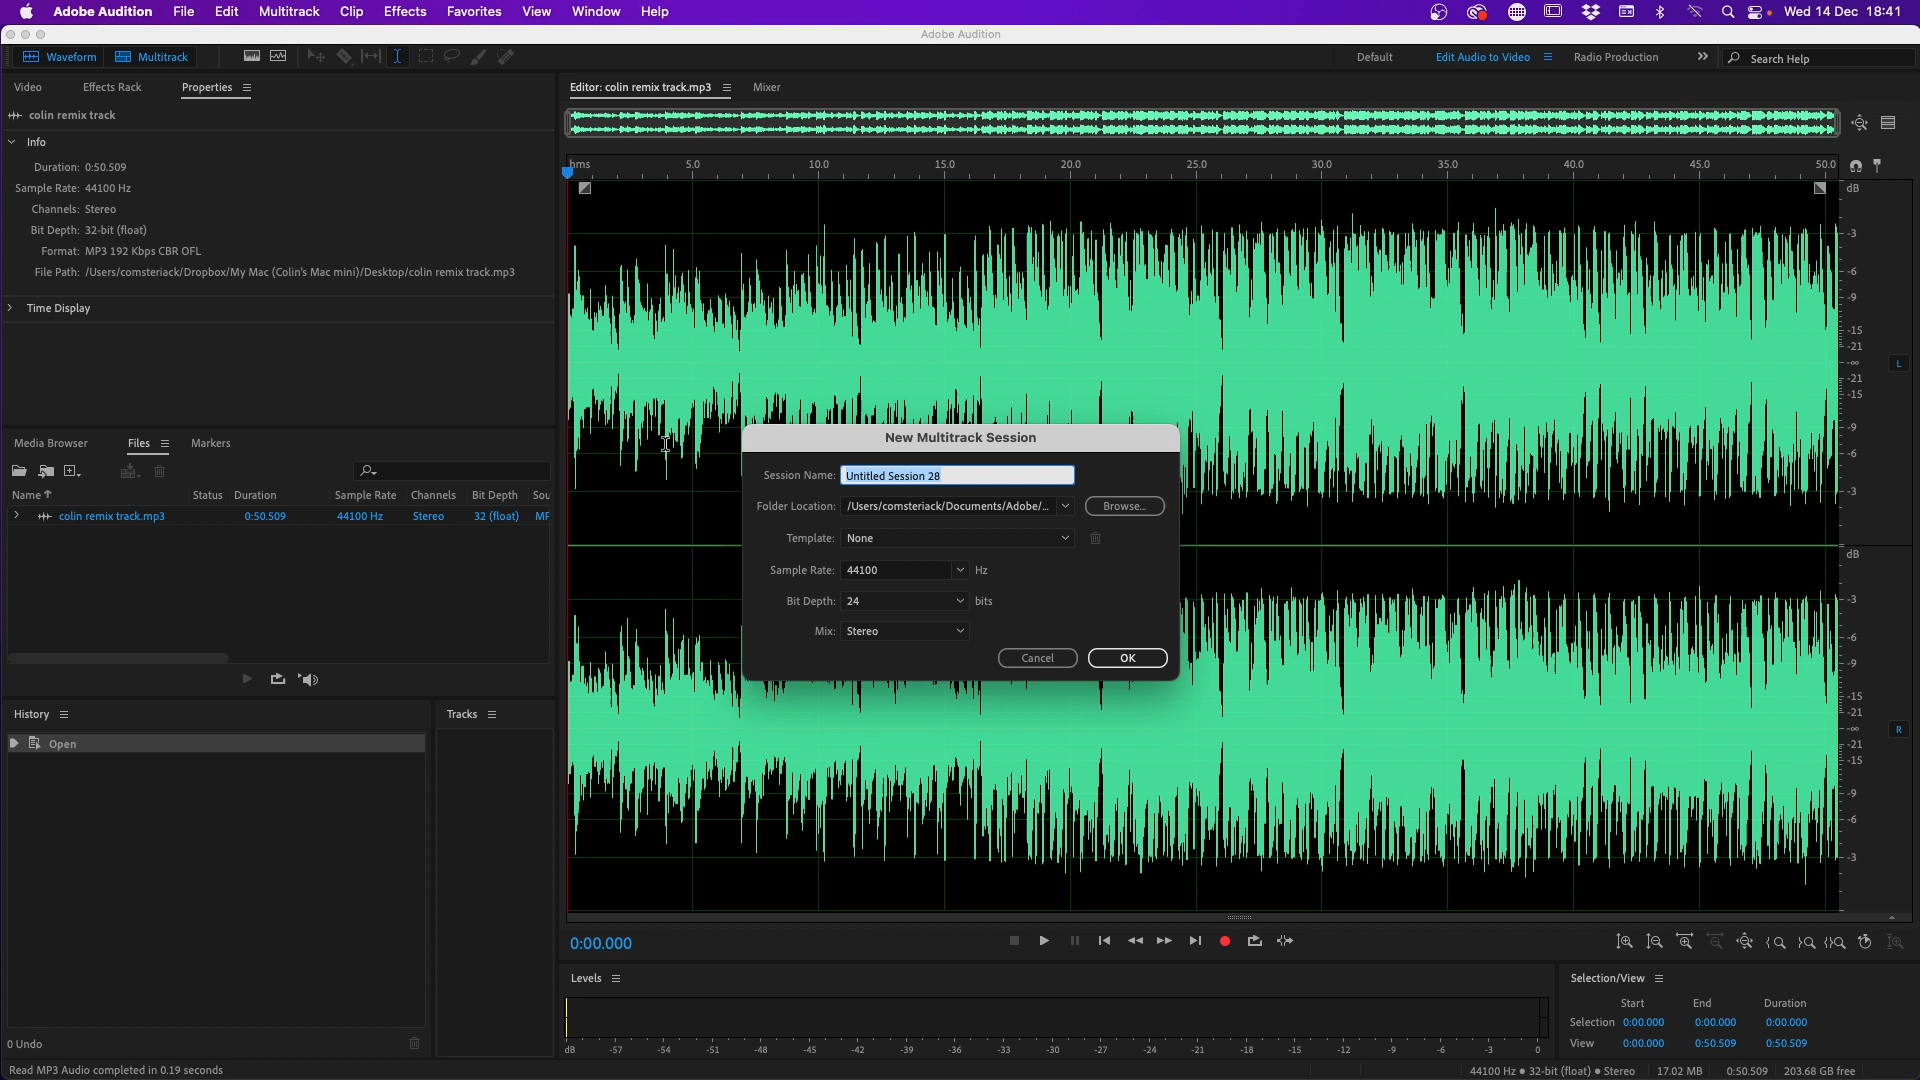 Adobe Audition File Edit Multitrack Clip Effects Favorites View Window Help Wed 14 Dec 18:41
Adobe Audition
Waveform Multitrack Default Edit Audio to Video Radio Production Search Help
Video Effects Rack Properties
colin remix track
Info
Duration: 0:50.509
Sample Rate: 44100 Hz
Channels: Stereo
Bit Depth: 32-bit (float)
Format: MP3 192 Kbps CBR OFL
File Path: /Users/comsteriack/Dropbox/My Mac (Colin's Mac mini)/Desktop/colin remix track.mp3
Time Display
Media Browser Files Markers
Name Status Duration Sample Rate Channels Bit Depth Sou
colin remix track.mp3 0:50.509 44100 Hz Stereo 32 (float) MF
History
Open
0 Undo
Tracks
Editor: colin remix track.mp3 Mixer
hms 5.0 10.0 15.0 20.0 25.0 30.0 35.0 40.0 45.0 50.0
dB
-3
-6
-9
-15
-21
-∞
-21
-15
-9
-6
-3
L
dB
-3
-6
-9
-15
-21
-∞
-21
-15
-9
-6
-3
R
New Multitrack Session
Session Name: Untitled Session 28
Folder Location: /Users/comsteriack/Documents/Adobe/... Browse...
Template: None
Sample Rate: 44100 Hz
Bit Depth: 24 bits
Mix: Stereo
Cancel OK
0:00.000
Levels
dB -57 -54 -51 -48 -45 -42 -39 -36 -33 -30 -27 -24 -21 -18 -15 -12 -9 -6 -3 0
Selection/View
Start End Duration
Selection 0:00.000 0:00.000 0:00.000
View 0:00.000 0:50.509 0:50.509
Read MP3 Audio completed in 0.19 seconds
44100 Hz • 32-bit (float) • Stereo 17.02 MB 0:50.509 203.68 GB free